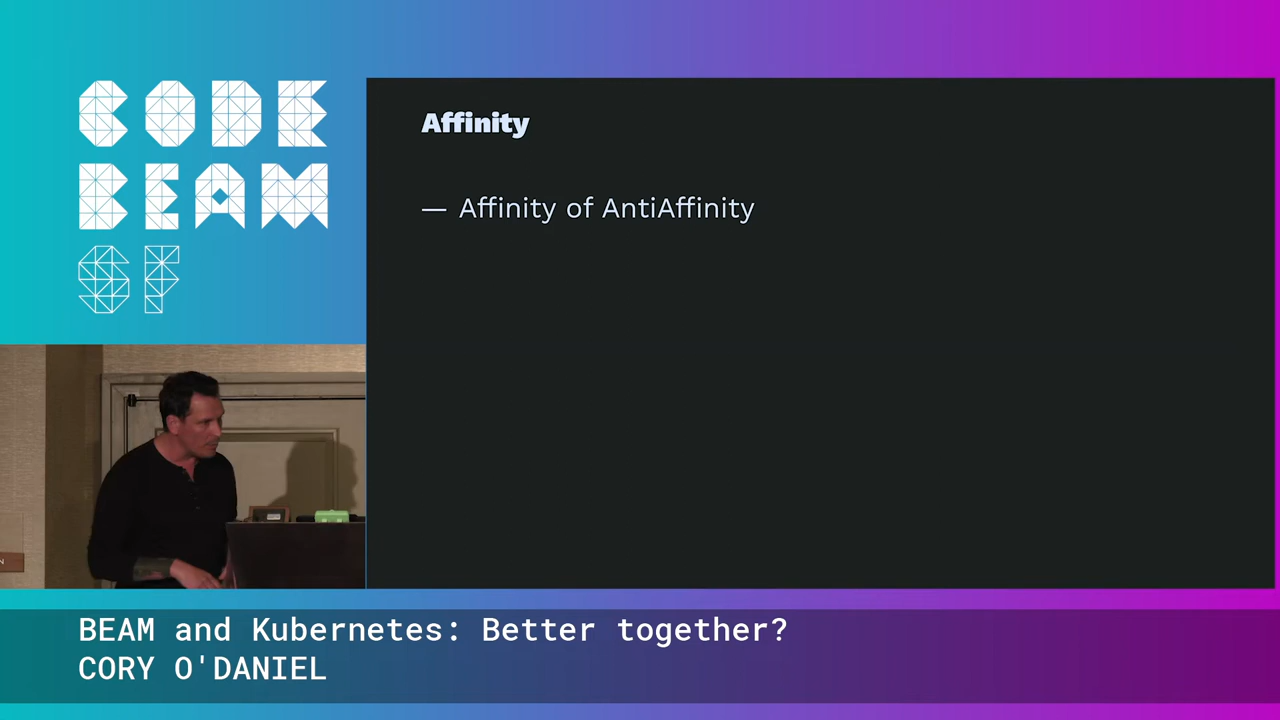 CODE
BEAM
SF
Affinity
— Affinity of AntiAffinity
BEAM and Kubernetes: Better together?
CORY O'DANIEL